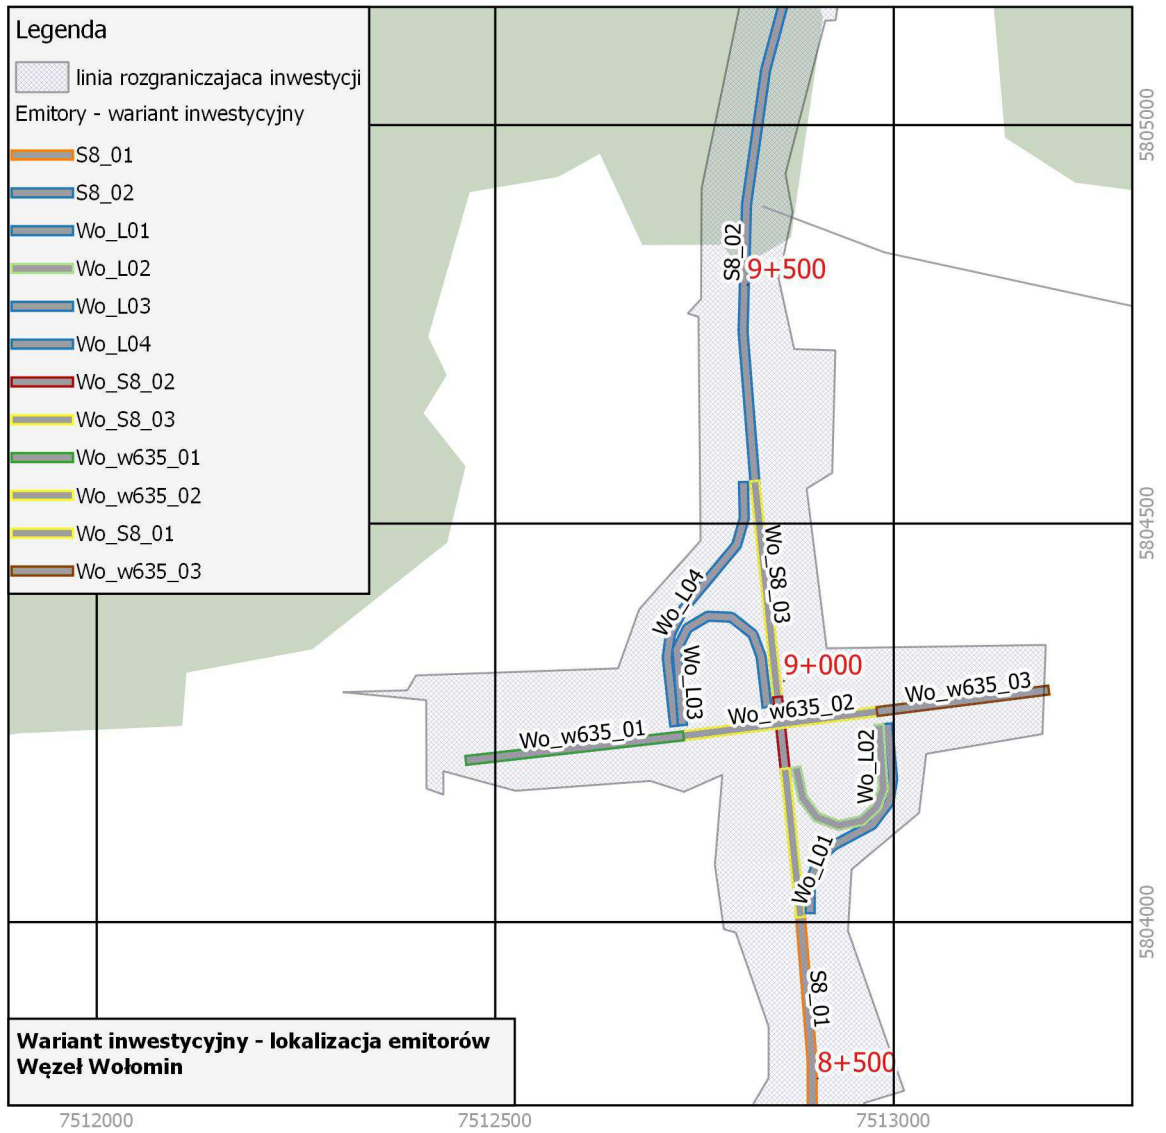 Legenda
linia rozgraniczajaca inwestycji
Emitory - wariant inwestycyjny
S8_01
S8_02
Wo_L01
Wo_L02
Wo_L03
Wo_L04
Wo_S8_02
Wo_S8_03
Wo_w635_01
Wo_w635_02
Wo_S8_01
Wo_w635_03
5805000
S8_02
9+500
5804500
Wo_S8_03
Wo_L04
9+000
Wo_L03
Wo_w635_03
Wo_w635_02
Wo_w635_01
Wo_L02
Wo_L01
5804000
S8_01
8+500
Wariant inwestycyjny - lokalizacja emitorów
Węzeł Wołomin
7512000
7512500
7513000